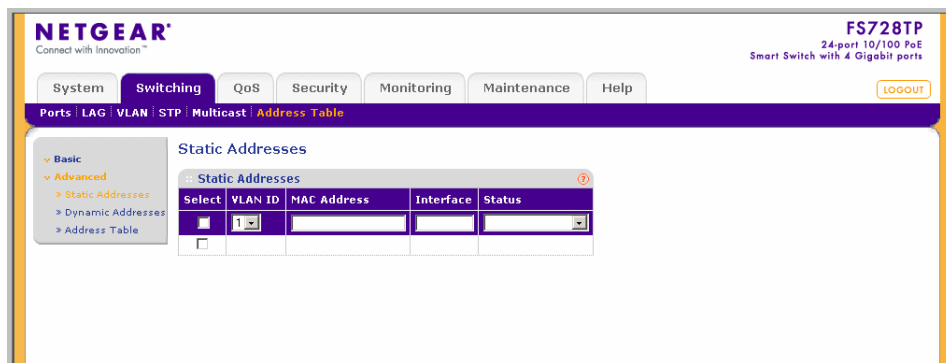 NETGEAR®
Connect with Innovation™
FS728TP
24-port 10/100 PoE
Smart Switch with 4 Gigabit ports
System Switching QoS Security Monitoring Maintenance Help LOGOUT
Ports LAG VLAN STP Multicast Address Table
Basic
Advanced
» Static Addresses
» Dynamic Addresses
» Address Table
Static Addresses
Static Addresses ?
Select VLAN ID MAC Address Interface Status
1